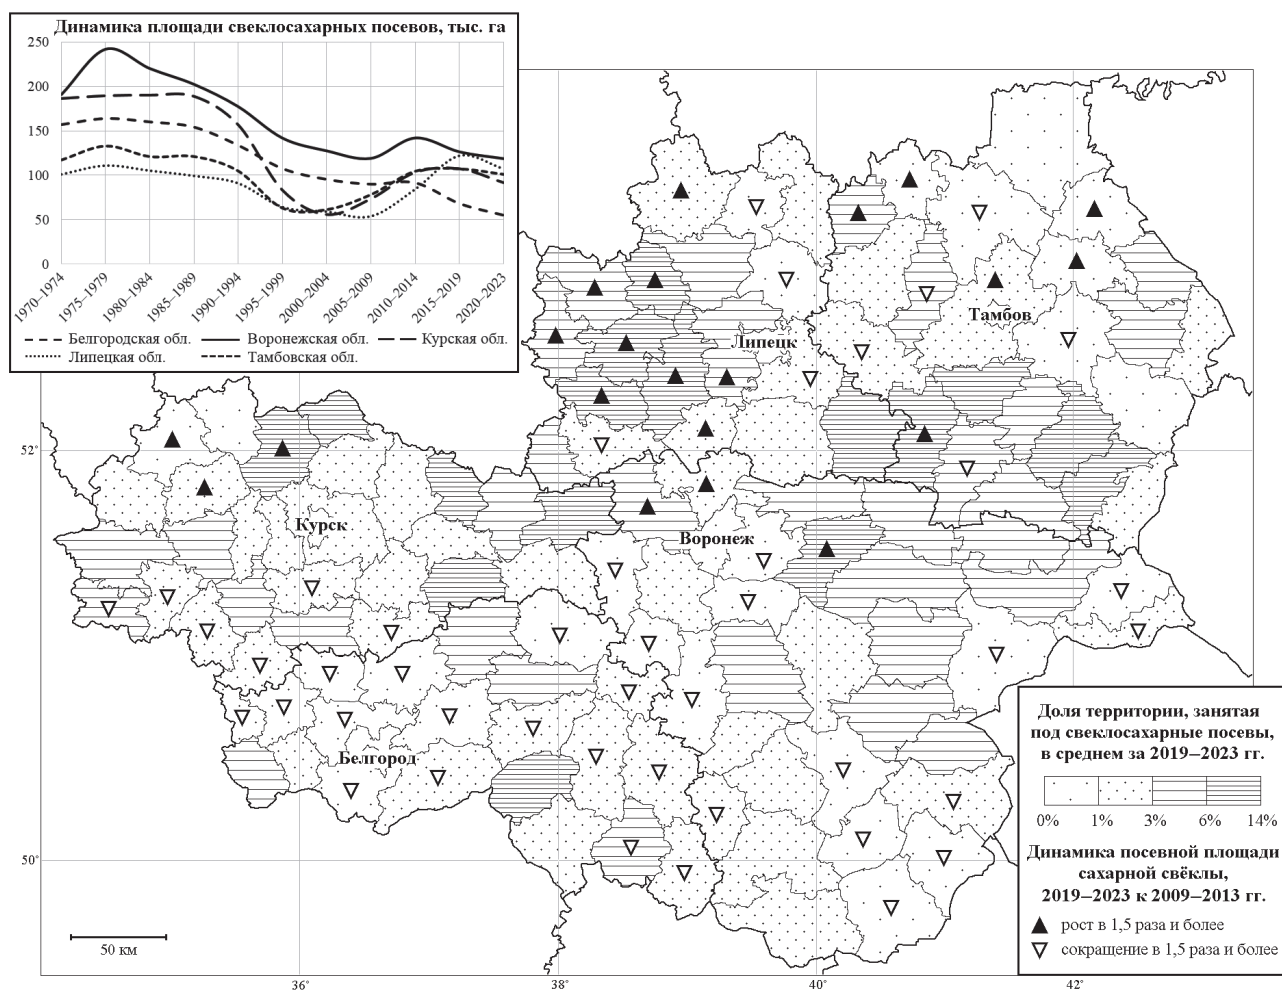 Динамика площади свеклосахарных посевов, тыс. га
250
200
150
100
50
0
1970–1974
1975–1979
1980–1984
1985–1989
1990–1994
1995–1999
2000–2004
2005–2009
2010–2014
2015–2019
2020–2023
Белгородская обл. Воронежская обл. Курская обл.
Липецкая обл. Тамбовская обл.
Тамбов
Липецк
52°
Курск
Воронеж
Белгород
50°
Доля территории, занятая
под свеклосахарные посевы,
в среднем за 2019–2023 гг.
0% 1% 3% 6% 14%
Динамика посевной площади
сахарной свёклы,
2019–2023 к 2009–2013 гг.
рост в 1,5 раза и более
сокращение в 1,5 раза и более
50 км
36° 38° 40° 42°